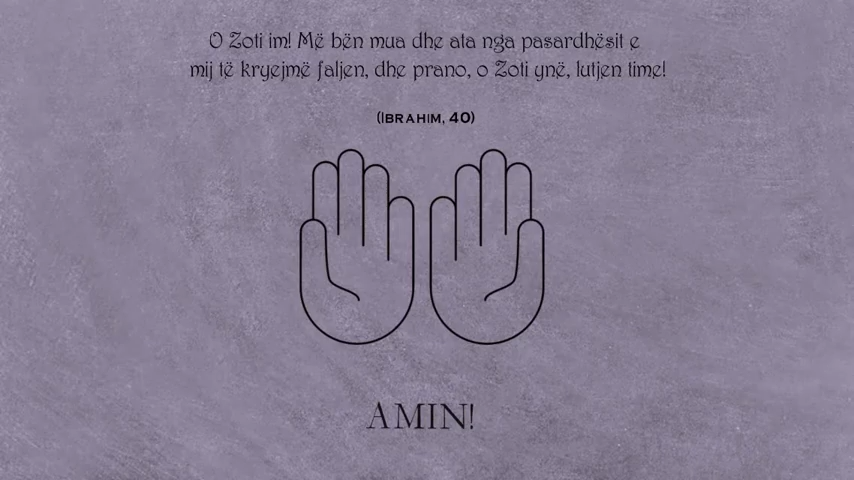 O Zoti im! Më bën mua dhe ata nga pasardhësit e
mij të kryejmë faljen, dhe prano, o Zoti ynë, lutjen time!
(IBRAHIM, 40)
AMIN!